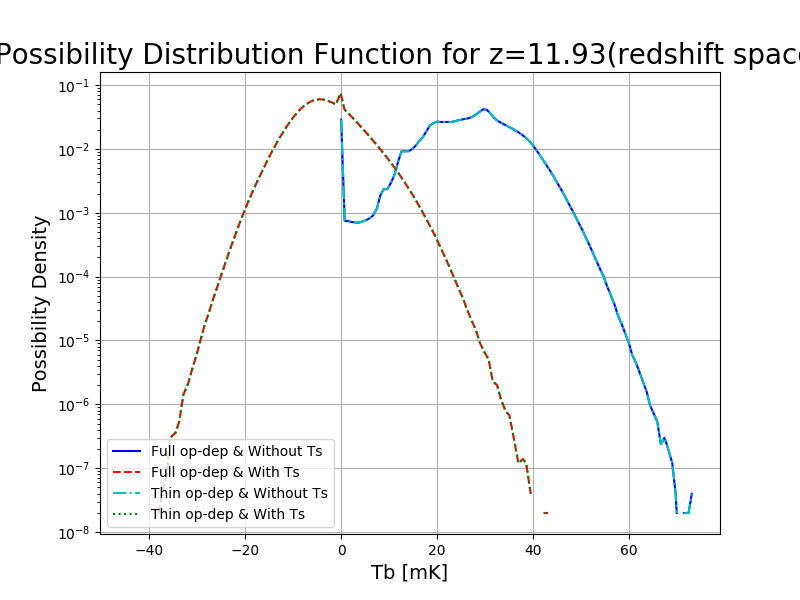 Possibility Distribution Function for z=11.93(redshift spac
10⁻¹
10⁻²
10⁻³
10⁻⁴
10⁻⁵
10⁻⁶
10⁻⁷
10⁻⁸
Possibility Density
Full op-dep & Without Ts
Full op-dep & With Ts
Thin op-dep & Without Ts
Thin op-dep & With Ts
−40 −20 0 20 40 60
Tb [mK]